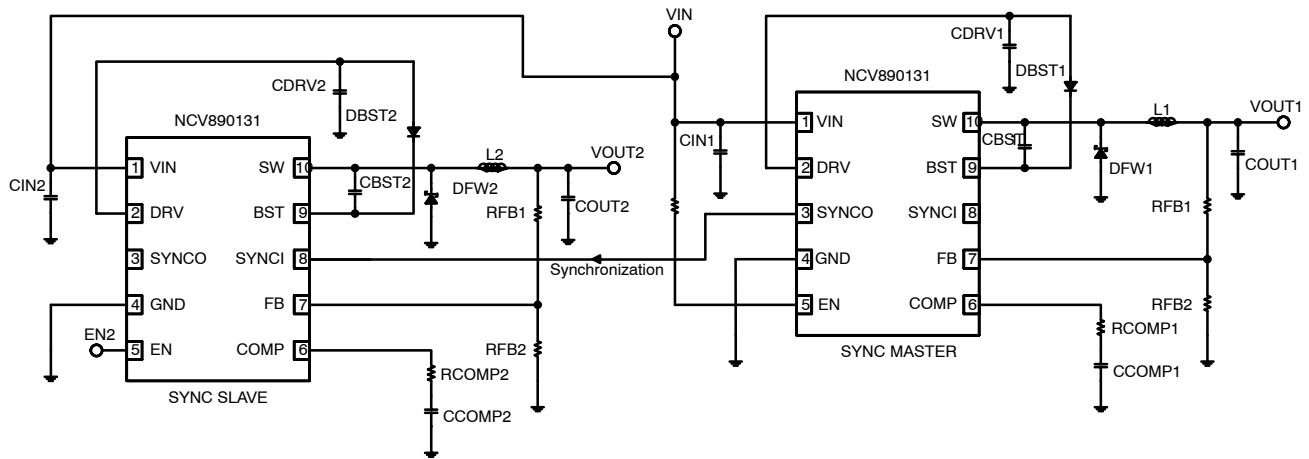 VIN
CDRV1
DBST1
NCV890131
L1
VOUT1
1 VIN
SW 10
CIN1
CBST
DFW1
COUT1
2 DRV
BST 9
3 SYNCO
SYNCI 8
RFB1
4 GND
FB 7
5 EN
COMP 6
RFB2
RCOMP1
CCOMP1
SYNC MASTER
CDRV2
DBST2
NCV890131
L2
VOUT2
1 VIN
SW 10
CIN2
CBST2
DFW2
COUT2
2 DRV
BST 9
RFB1
3 SYNCO
SYNCI 8
Synchronization
4 GND
FB 7
EN2
5 EN
COMP 6
RFB2
RCOMP2
CCOMP2
SYNC SLAVE